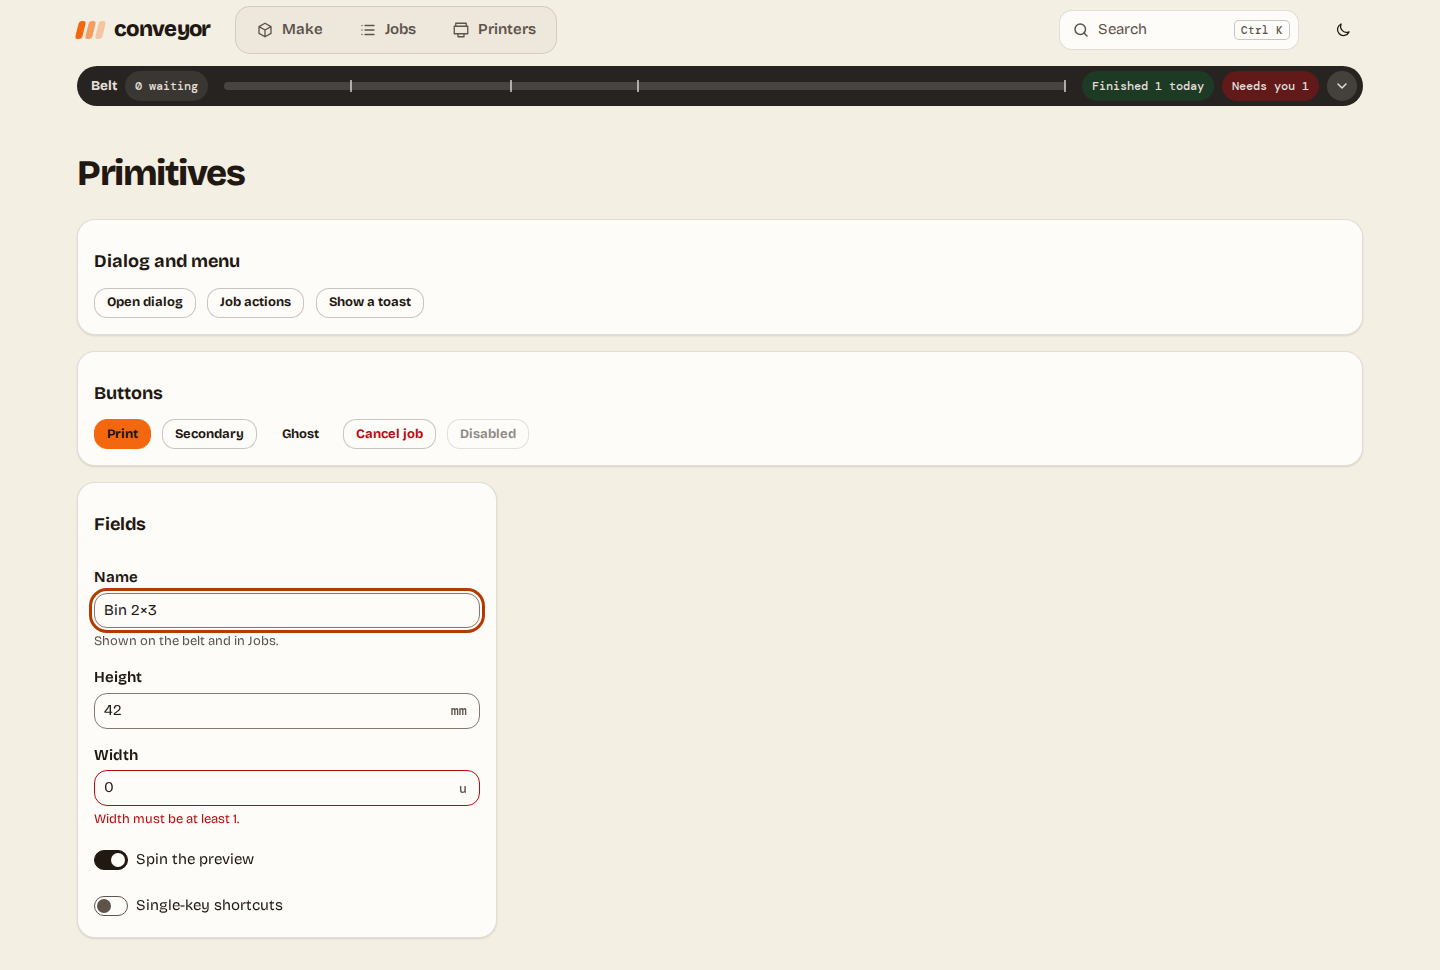 conveyor
Make
Jobs
Printers
Search
Ctrl K
Belt
0 waiting
Finished 1 today
Needs you 1
Primitives
Dialog and menu
Open dialog
Job actions
Show a toast
Buttons
Print
Secondary
Ghost
Cancel job
Disabled
Fields
Name
Bin 2×3
Shown on the belt and in Jobs.
Height
42
mm
Width
0
u
Width must be at least 1.
Spin the preview
Single-key shortcuts